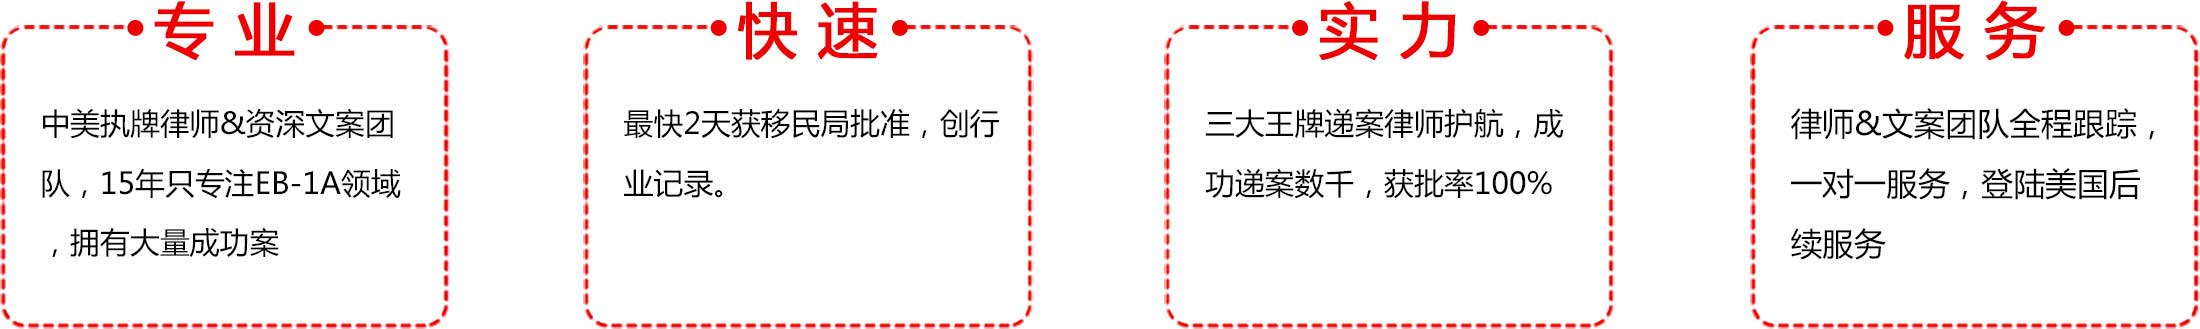 专业
中美执牌律师&资深文案团
队，15年只专注EB-1A领域
，拥有大量成功案
快速
最快2天获移民局批准，创行
业记录。
实力
三大王牌递案律师护航，成
功递案数千，获批率100%
服务
律师&文案团队全程跟踪，
一对一服务，登陆美国后
续服务